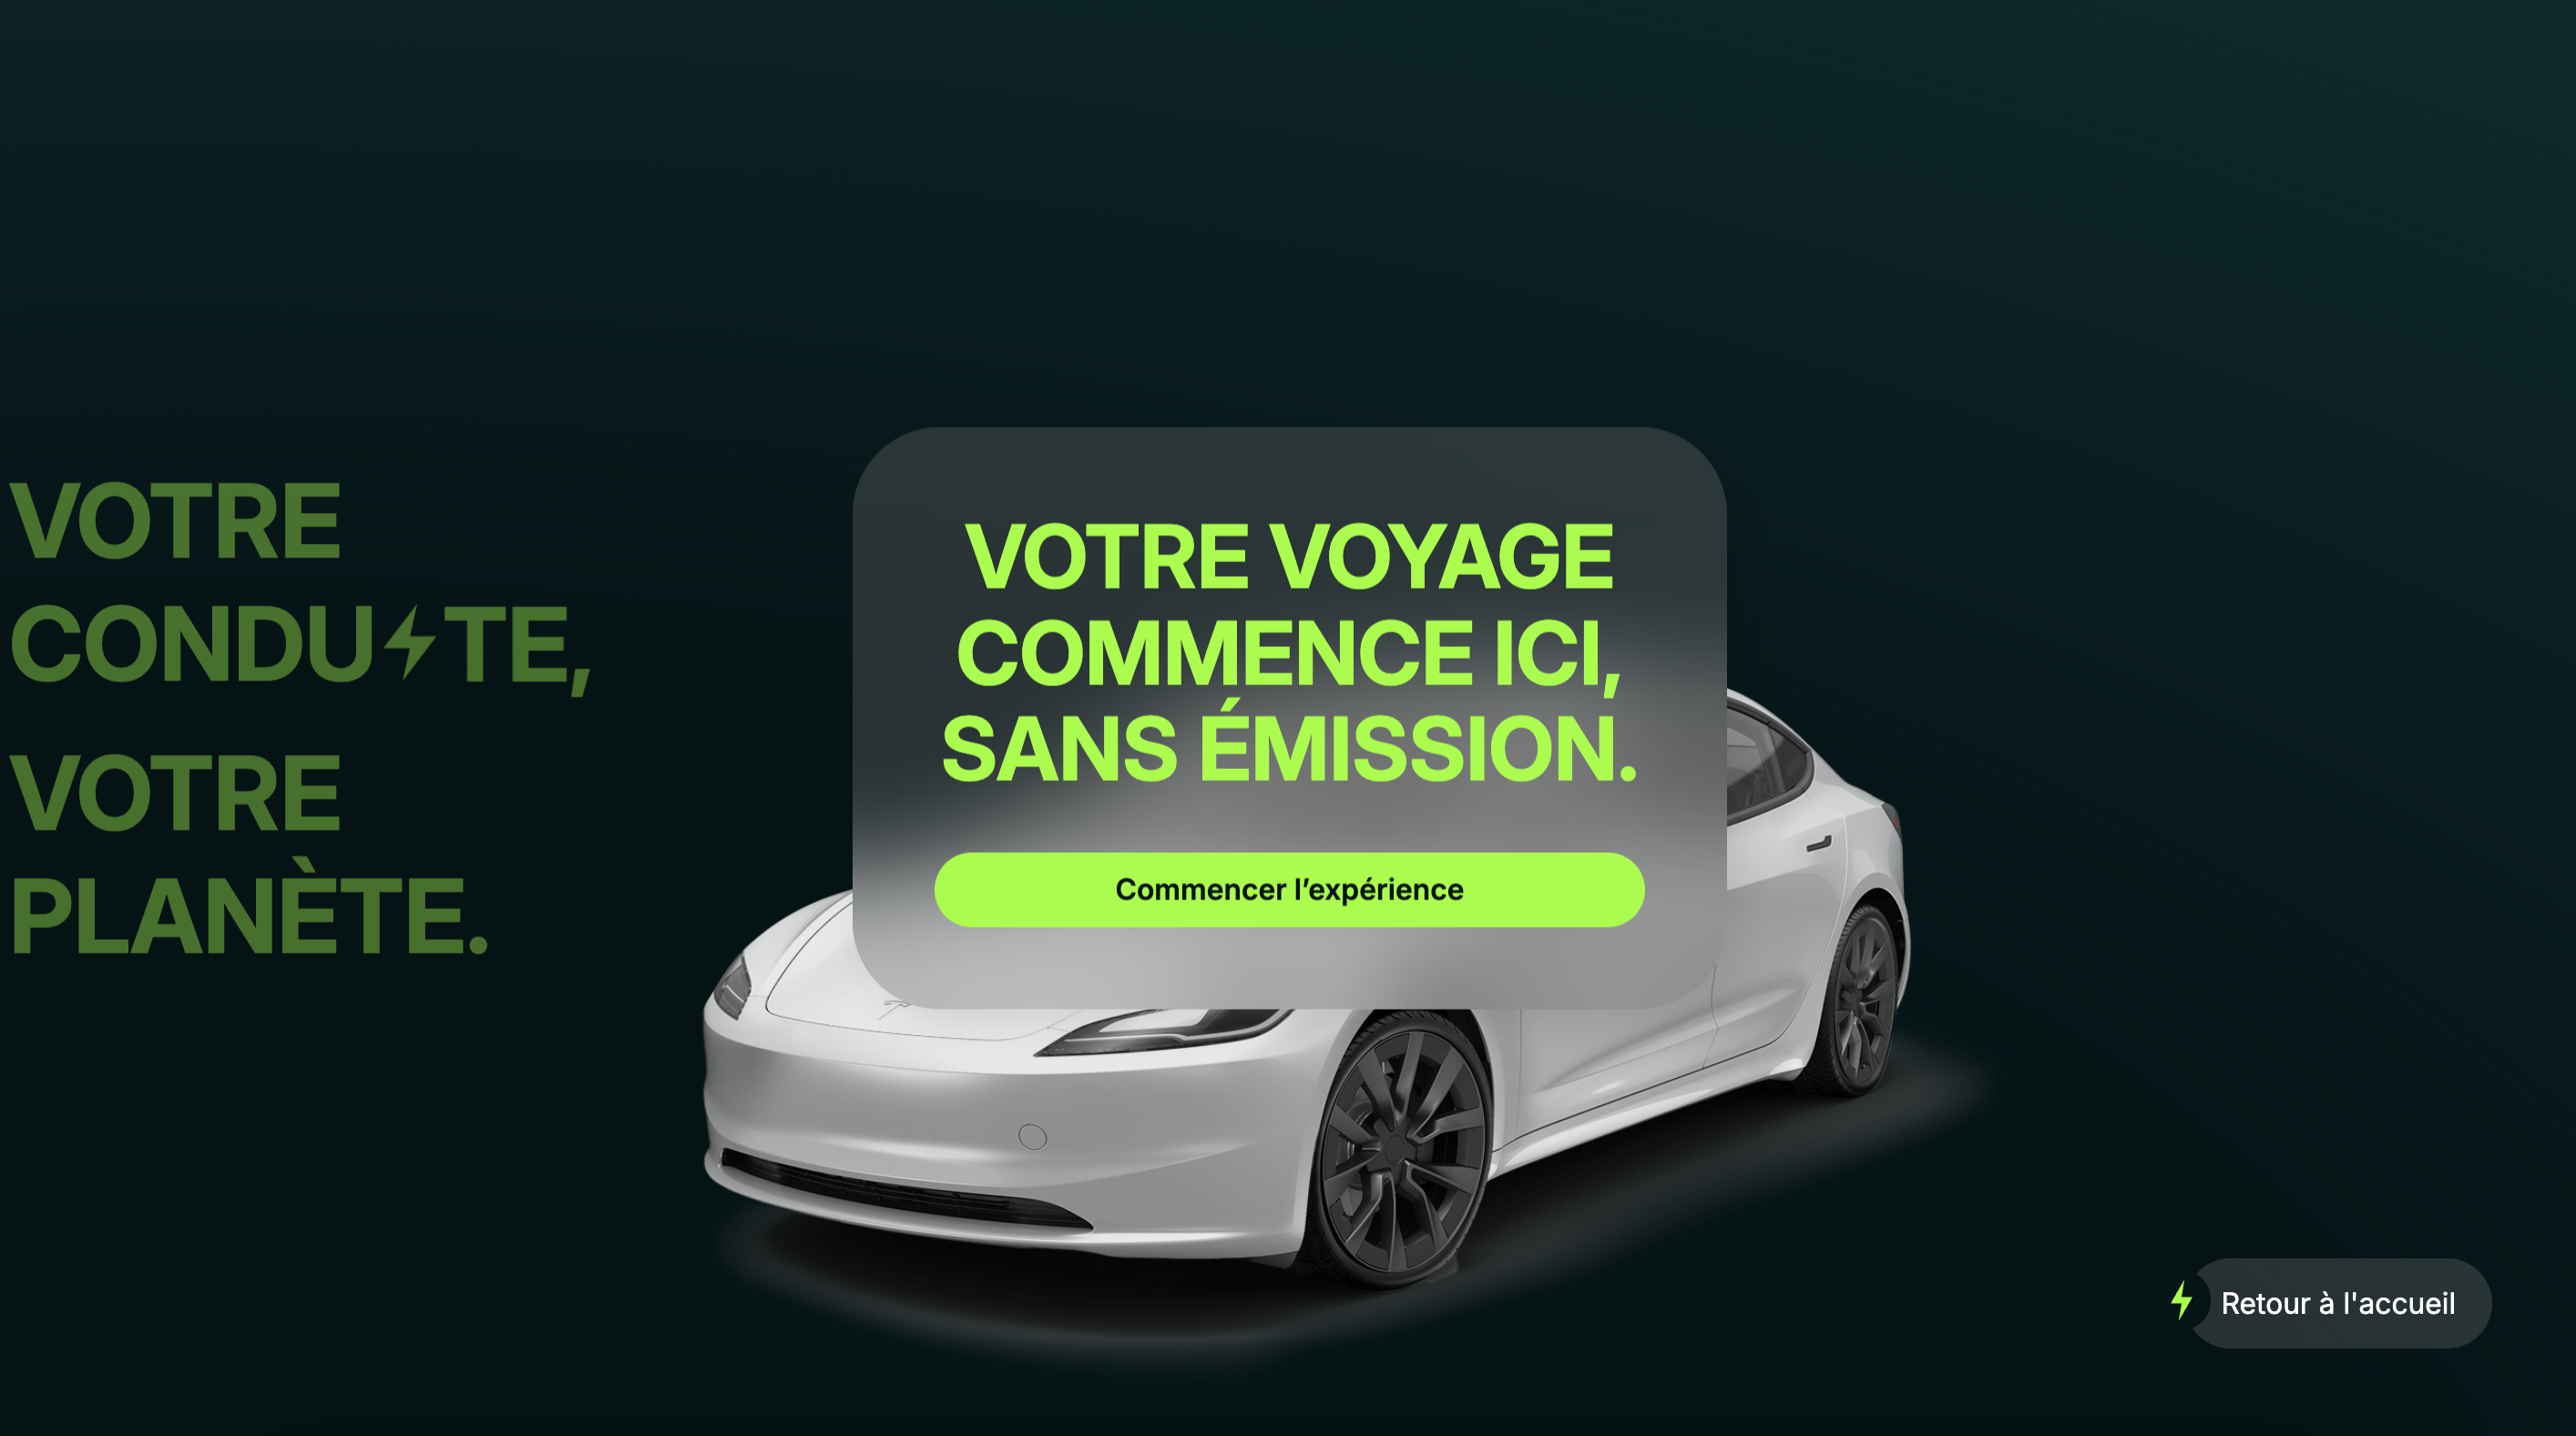 VOTRE
CONDU⚡TE,
VOTRE
PLANÈTE.
VOTRE VOYAGE
COMMENCE ICI,
SANS ÉMISSION.
Commencer l’expérience
Retour à l'accueil